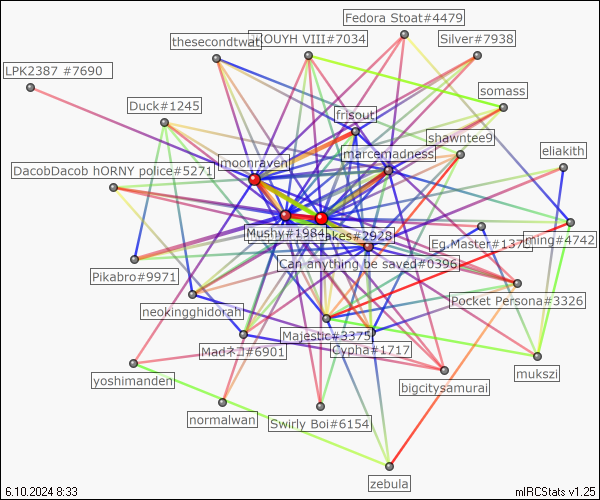 Fedora Stoat#4479
thesecondtwat
KOUYH VIII#7034
Silver#7938
LPK2387 #7690
somass
Duck#1245
frisout
shawntee9
marcemadness
eliakith
moonraven
DacobDacob hORNY police#5271
Mushy#1984
akes#2928
Eg.Master#137
ming#4742
Can anything be saved#0396
Pikabro#9971
Pocket Persona#3326
neokingghidorah
Majestic#3375
Cypha#1717
Madネコ#6901
mukszi
yoshimanden
bigcitysamurai
normalwan
Swirly Boi#6154
zebula
6.10.2024 8:33
mIRCStats v1.25